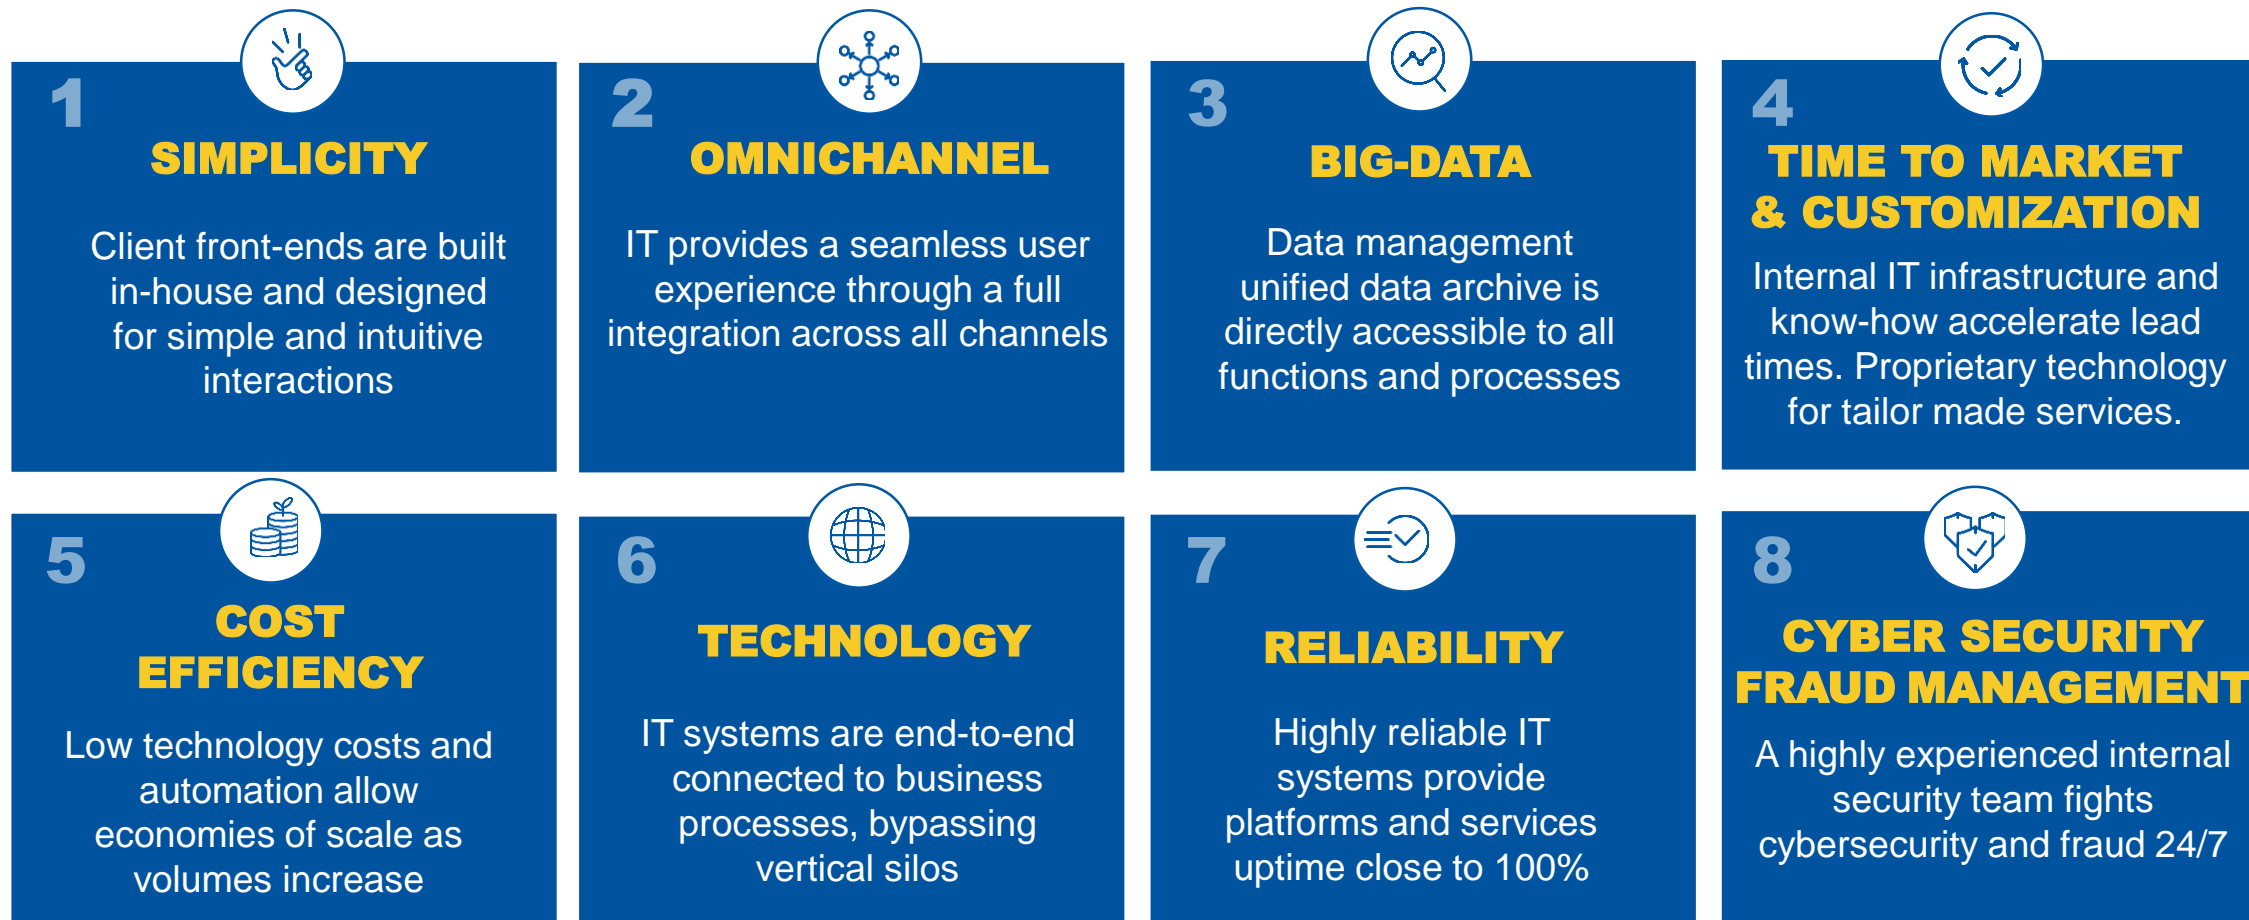 1
SIMPLICITY
Client front-ends are built
in-house and designed
for simple and intuitive
interactions
2
OMNICHANNEL
IT provides a seamless user
experience through a full
integration across all channels
3
BIG-DATA
Data management
unified data archive is
directly accessible to all
functions and processes
4
TIME TO MARKET
& CUSTOMIZATION
Internal IT infrastructure and
know-how accelerate lead
times. Proprietary technology
for tailor made services.
5
COST
EFFICIENCY
Low technology costs and
automation allow
economies of scale as
volumes increase
6
TECHNOLOGY
IT systems are end-to-end
connected to business
processes, bypassing
vertical silos
7
RELIABILITY
Highly reliable IT
systems provide
platforms and services
uptime close to 100%
8
CYBER SECURITY
FRAUD MANAGEMENT
A highly experienced internal
security team fights
cybersecurity and fraud 24/7